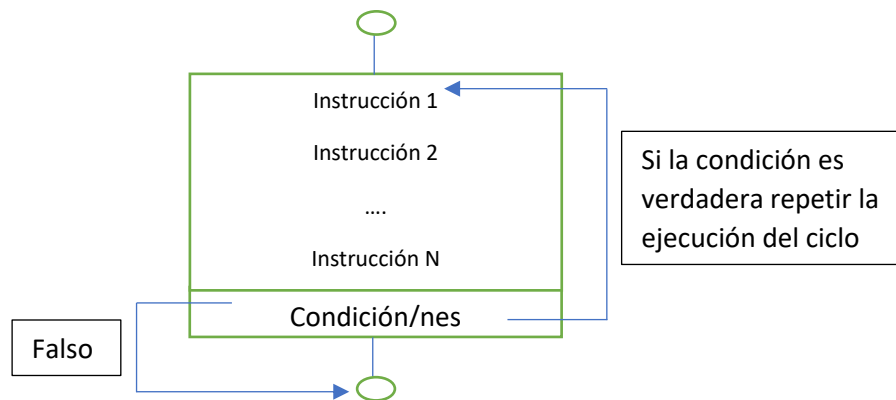 Instrucción 1
Instrucción 2
....
Instrucción N
Condición/nes
Si la condición es
verdadera repetir la
ejecución del ciclo
Falso